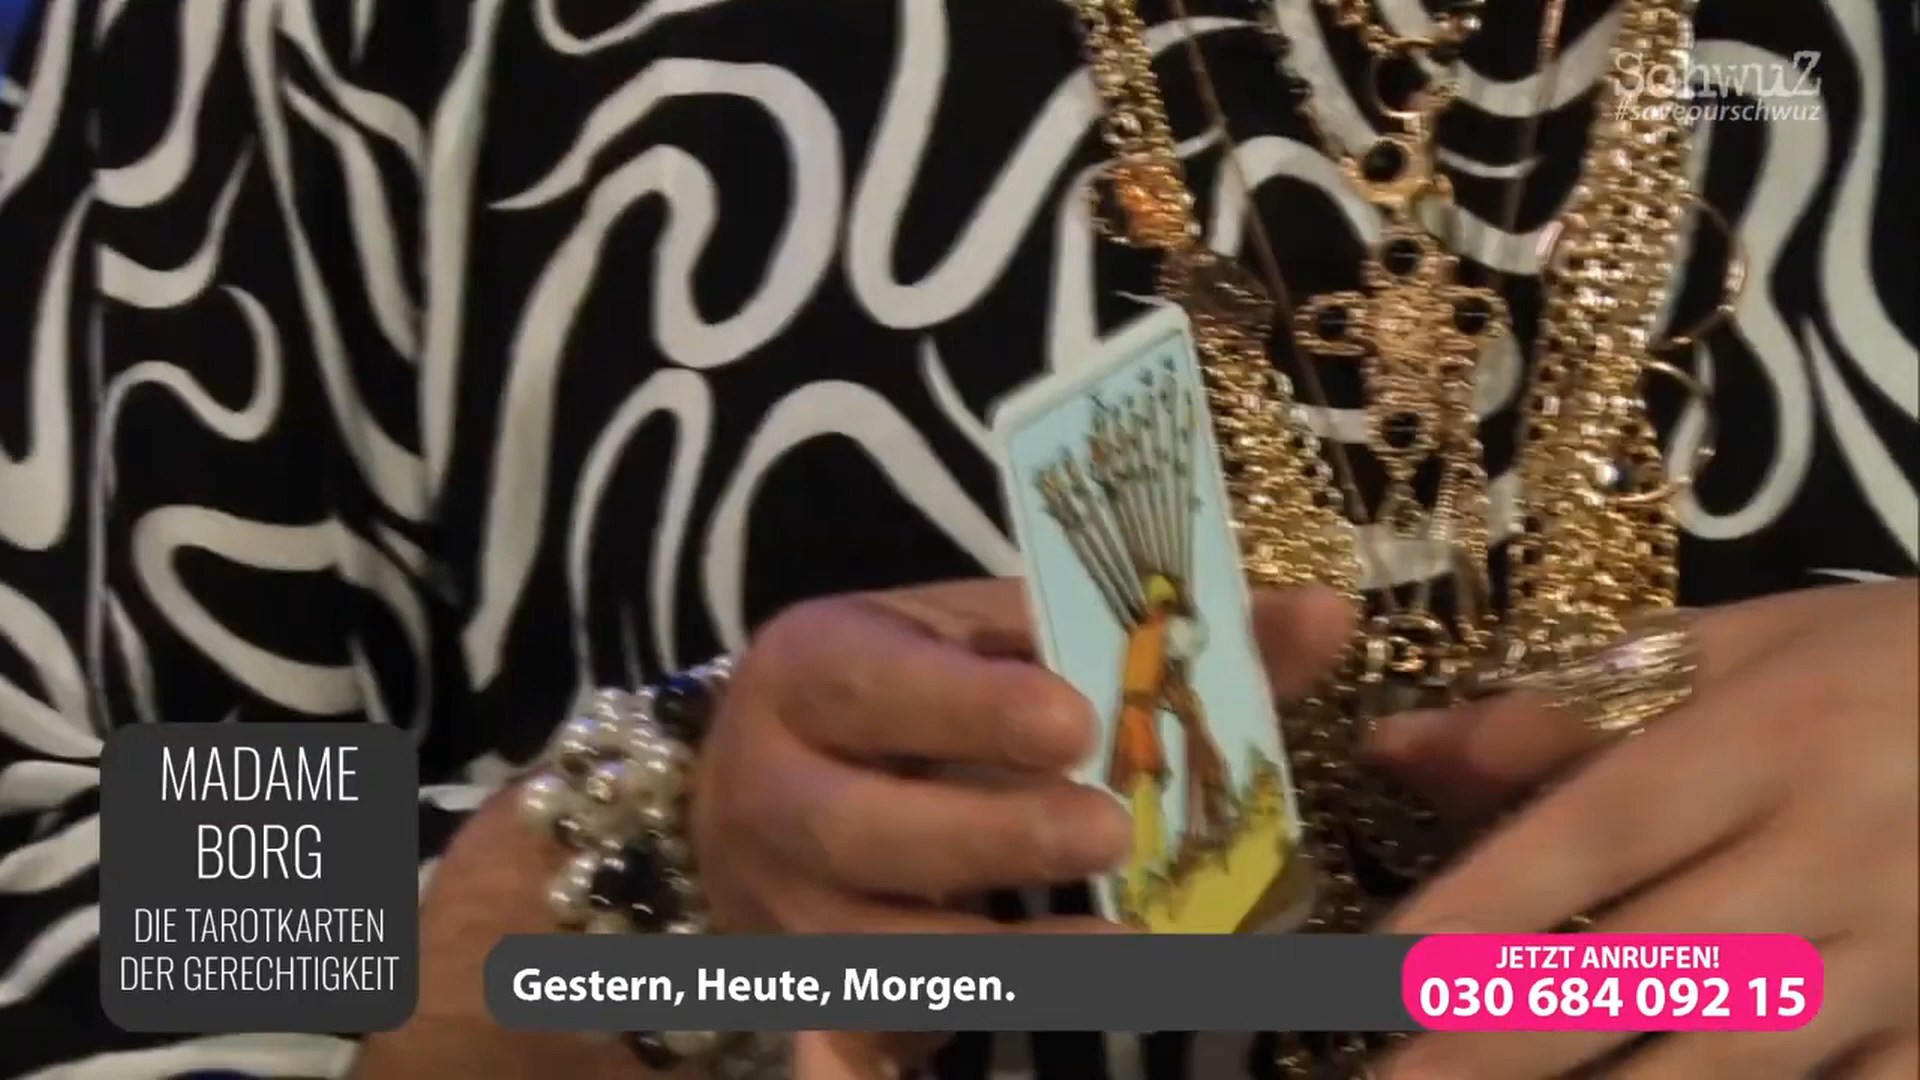 SchwuZ
#saveourschwuz
MADAME
BORG
DIE TAROTKARTEN
DER GERECHTIGKEIT
Gestern, Heute, Morgen.
JETZT ANRUFEN!
030 684 092 15